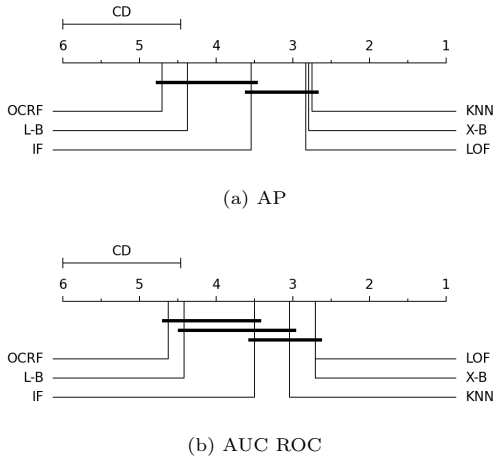 CD
6 5 4 3 2 1
OCRF KNN
L-B X-B
IF LOF
(a) AP
CD
6 5 4 3 2 1
OCRF LOF
L-B X-B
IF KNN
(b) AUC ROC